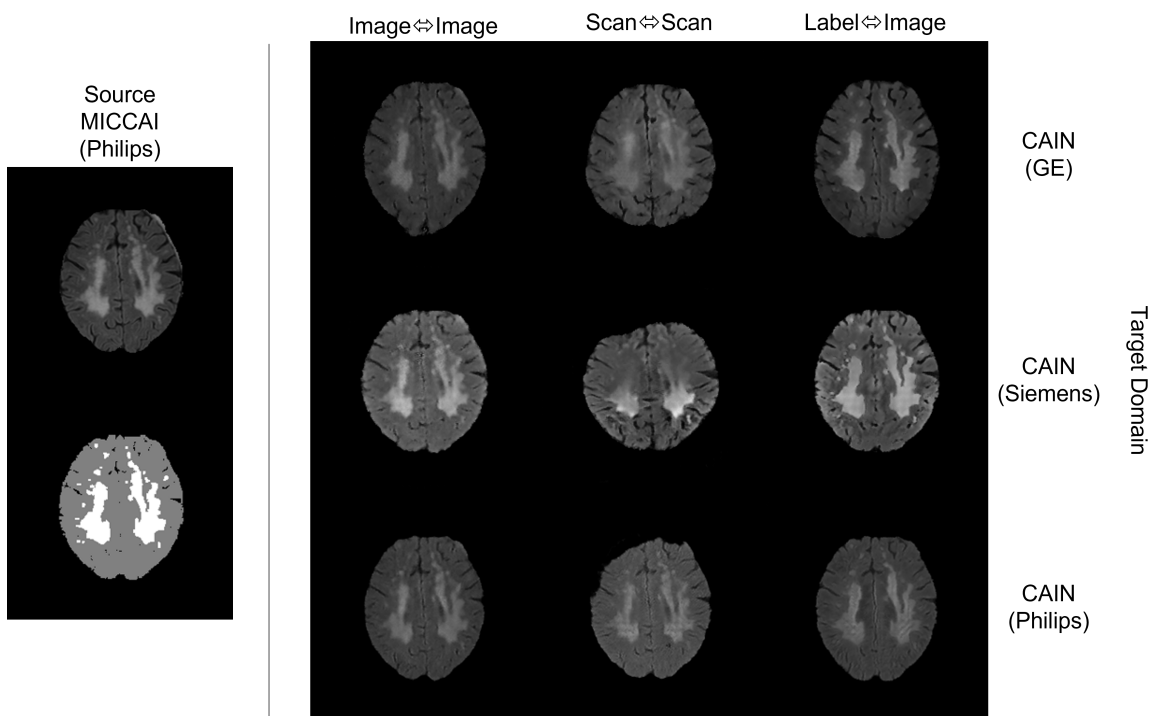 Image⇔Image
Scan⇔Scan
Label⇔Image
Source
MICCAI
(Philips)
CAIN
(GE)
CAIN
(Siemens)
CAIN
(Philips)
Target Domain